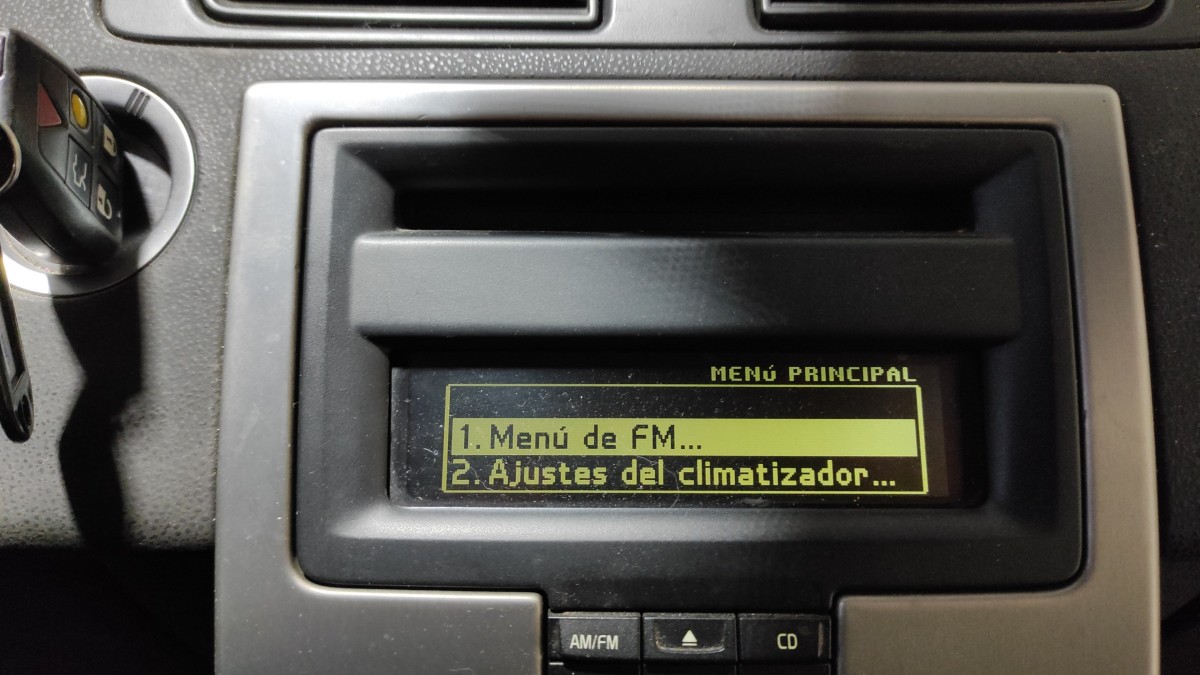 MENú PRINCIPAL
1. Menú de FM...
2. Ajustes del climatizador...
AM/FM
CD